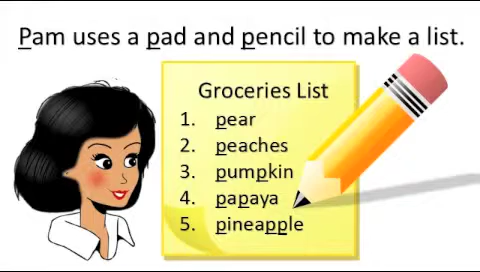 Pam uses a pad and pencil to make a list.
Groceries List
1. pear
2. peaches
3. pumpkin
4. papaya
5. pineapple